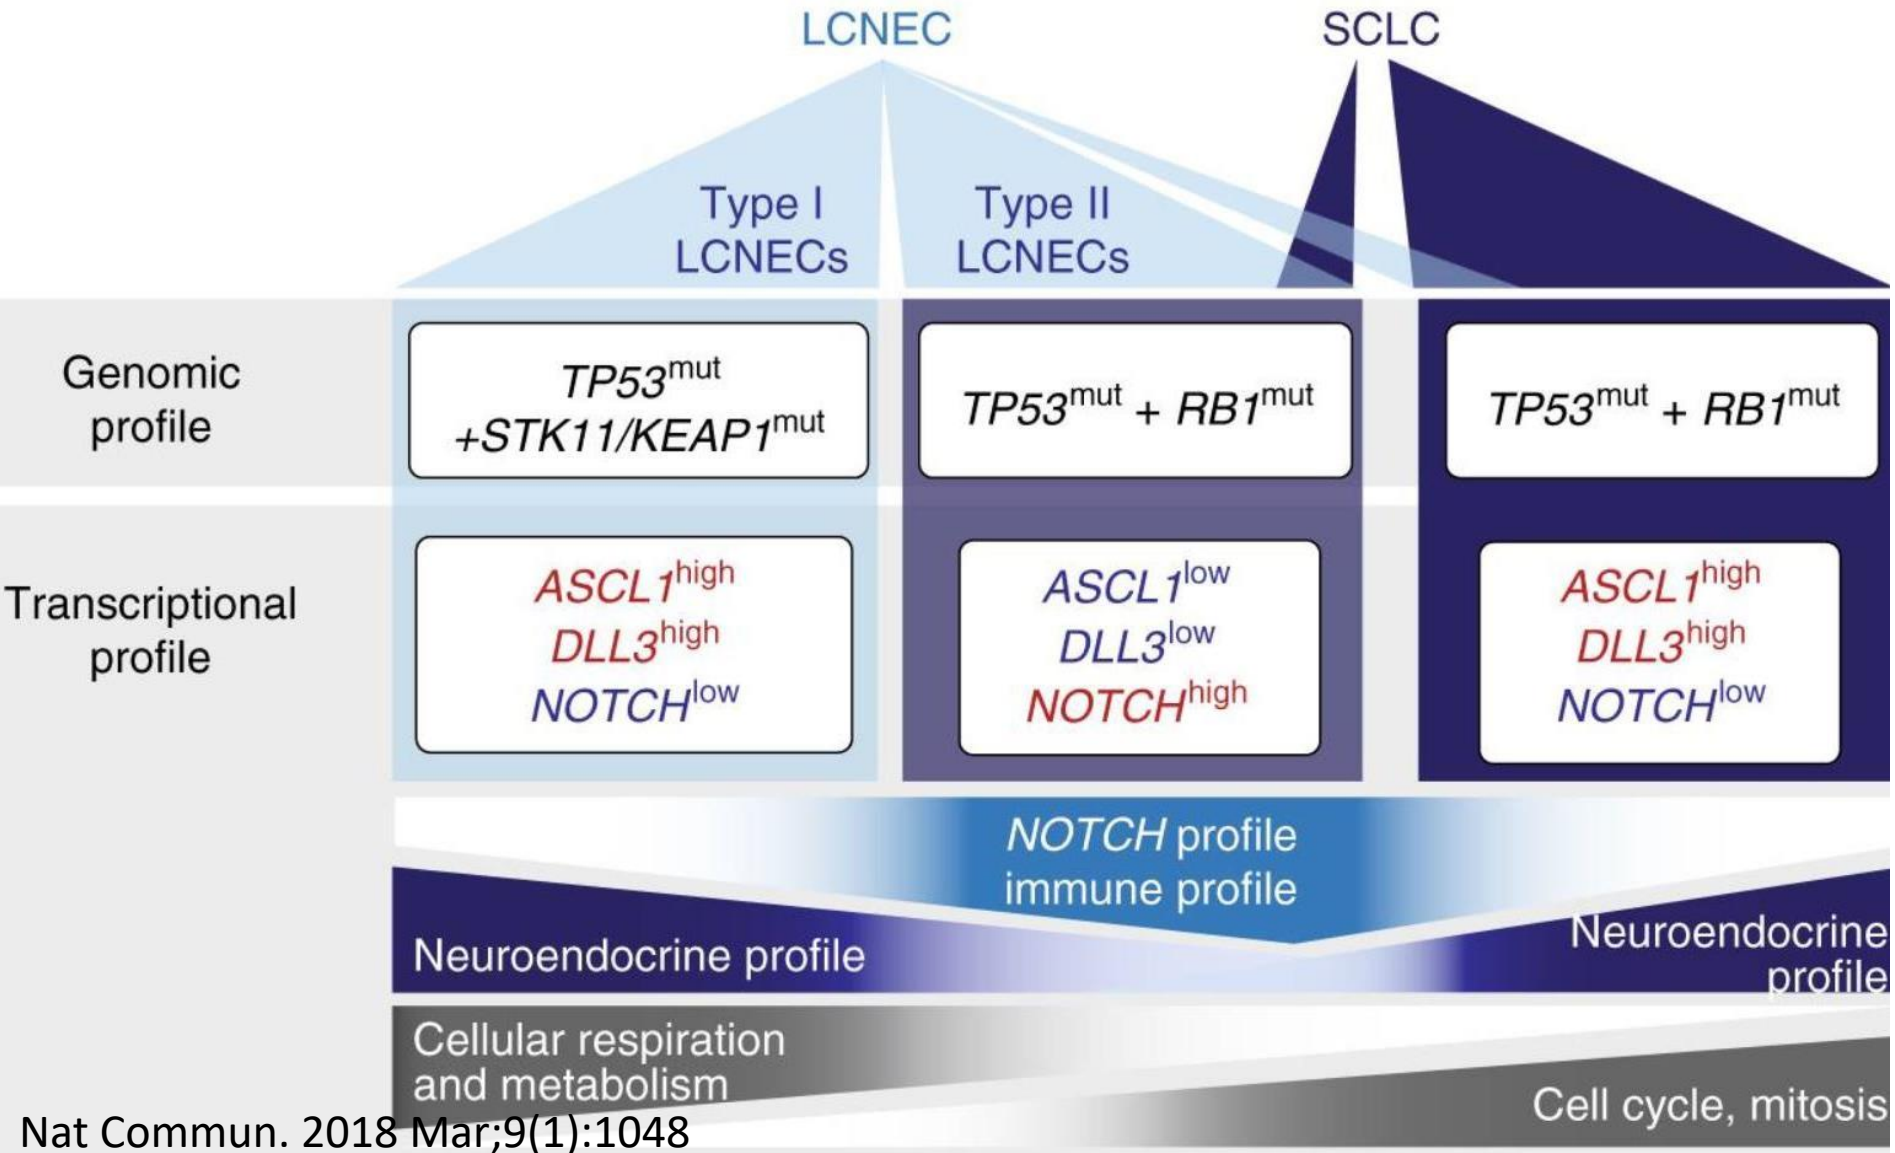 LCNEC
SCLC
Type I
LCNECs
Type II
LCNECs
Genomic
profile
TP53mut
+STK11/KEAP1mut
TP53mut + RB1mut
TP53mut + RB1mut
Transcriptional
profile
ASCL1high
DLL3high
NOTCHlow
ASCL1low
DLL3low
NOTCHhigh
ASCL1high
DLL3high
NOTCHlow
NOTCH profile
immune profile
Neuroendocrine profile
Neuroendocrine
profile
Cellular respiration
and metabolism
Cell cycle, mitosis
Nat Commun. 2018 Mar;9(1):1048